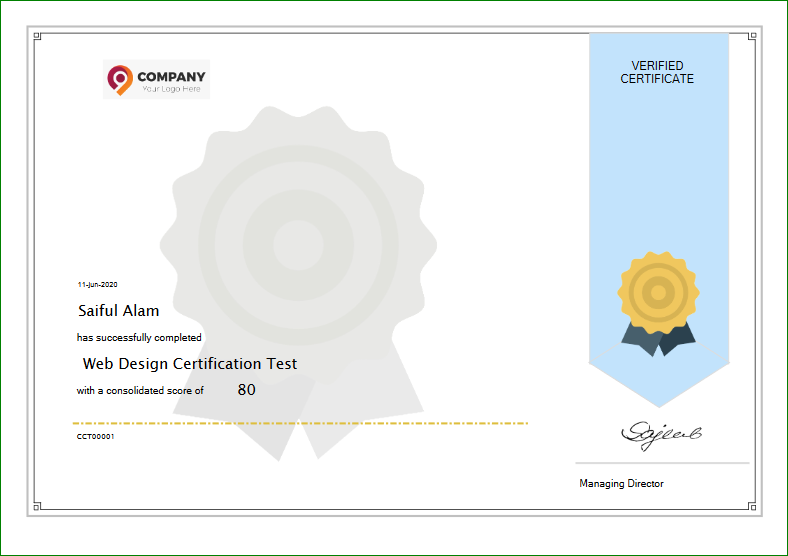 COMPANY
Your Logo Here
VERIFIED
CERTIFICATE
11-Jun-2020
Saiful Alam
has successfully completed
Web Design Certification Test
with a consolidated score of 80
CCT00001
Managing Director